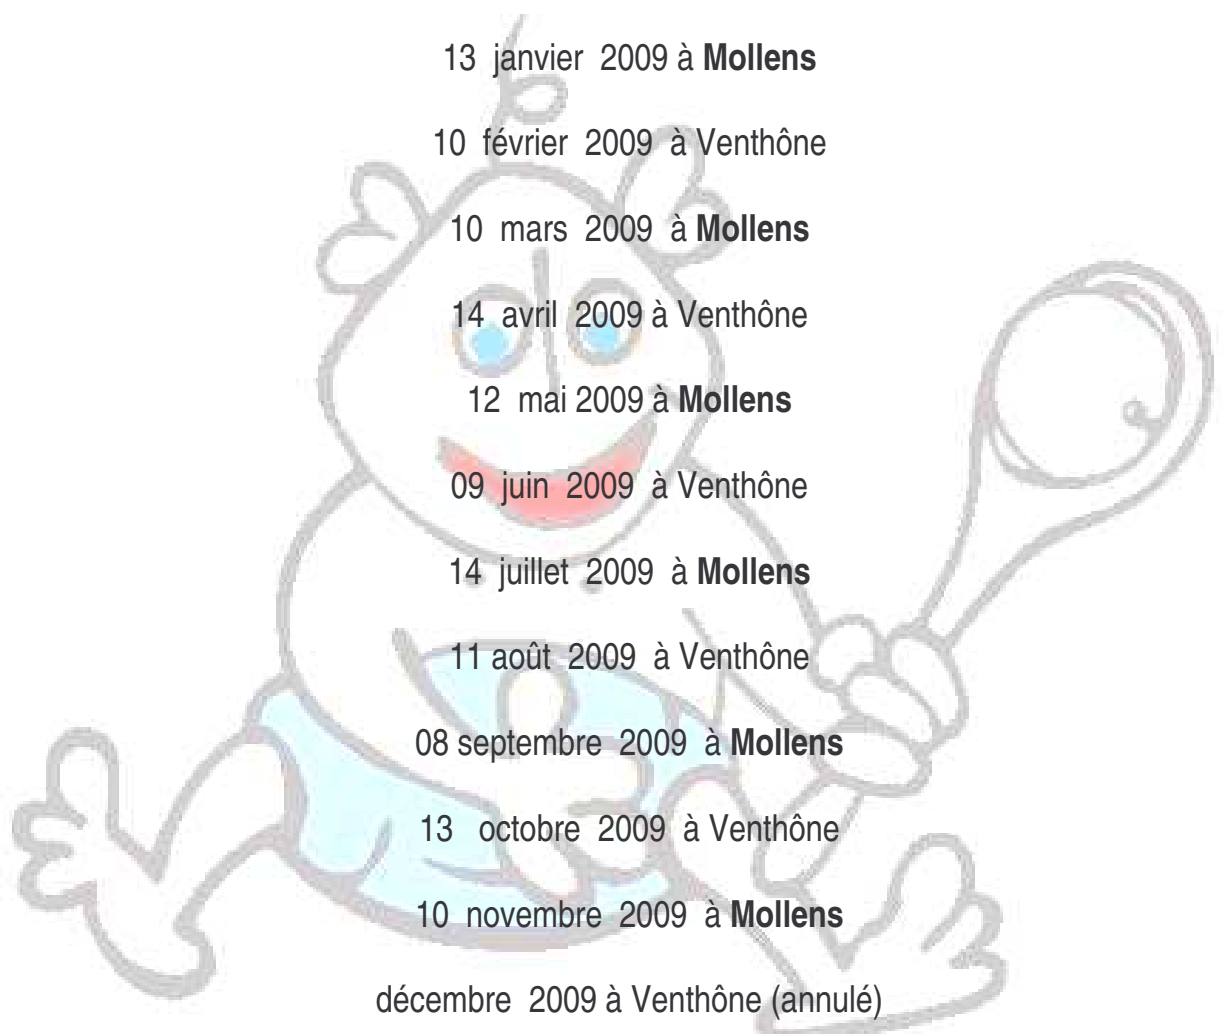 13 janvier 2009 à Mollens
10 février 2009 à Venthône
10 mars 2009 à Mollens
14 avril 2009 à Venthône
12 mai 2009 à Mollens
09 juin 2009 à Venthône
14 juillet 2009 à Mollens
11 août 2009 à Venthône
08 septembre 2009 à Mollens
13 octobre 2009 à Venthône
10 novembre 2009 à Mollens
décembre 2009 à Venthône (annulé)